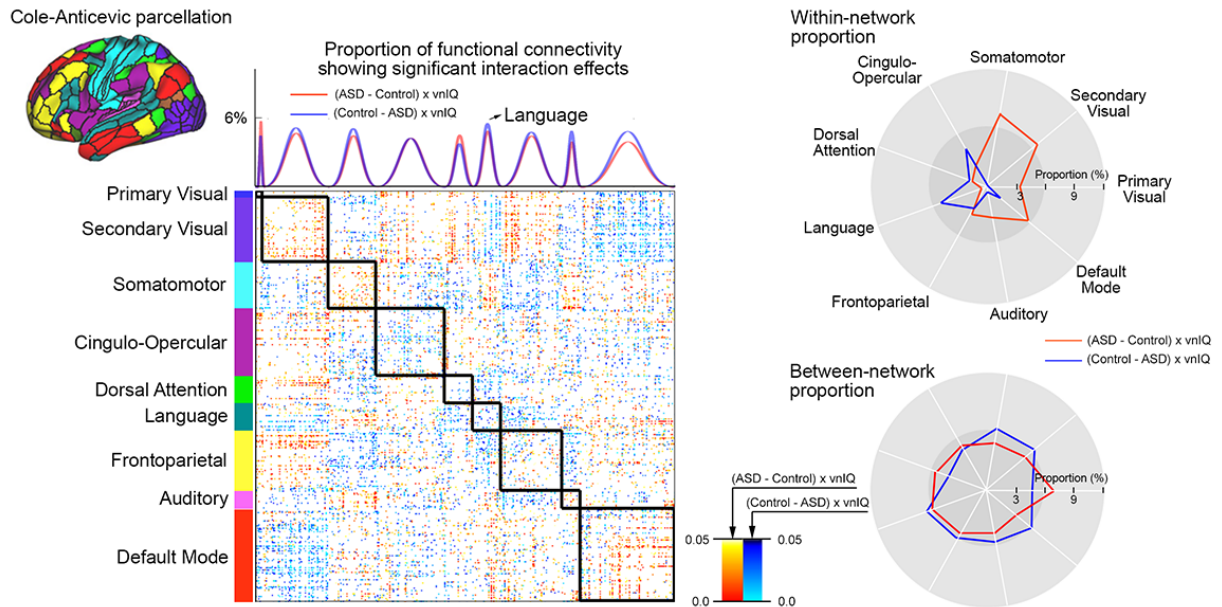 Cole-Anticevic parcellation
Proportion of functional connectivity
showing significant interaction effects
(ASD - Control) x vnIQ
(Control - ASD) x vnIQ
Language
6%
Primary Visual
Secondary Visual
Somatomotor
Cingulo-Opercular
Dorsal Attention
Language
Frontoparietal
Auditory
Default Mode
(ASD - Control) x vnIQ
(Control - ASD) x vnIQ
0.05
0.05
0.0
0.0
Within-network
proportion
Somatomotor
Cingulo-
Opercular
Secondary
Visual
Dorsal
Attention
Proportion (%)
3
9
Primary
Visual
Language
Default
Mode
Frontoparietal
Auditory
(ASD - Control) x vnIQ
(Control - ASD) x vnIQ
Between-network
proportion
Proportion (%)
3
9